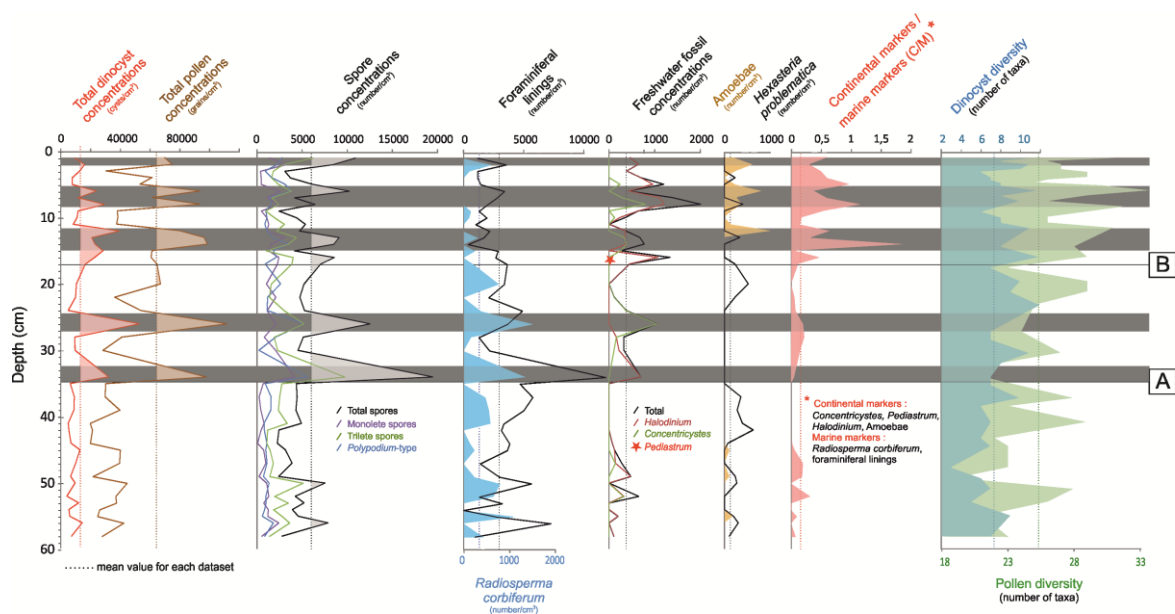 Total dinocyst
concentrations
(cysts/cm³)
Total pollen
concentrations
(grains/cm³)
Spore
concentrations
(number/cm³)
Foraminiferal
linings
(number/cm³)
Freshwater fossil
concentrations
(number/cm³)
Amoebae
(number/cm³)
Hexasteria
problematica
(number/cm³)
Continental markers /
marine markers (C/M) *
Dinocyst diversity
(number of taxa)
0 40000 80000
0 5000 10000 15000 20000
0 5000 10000
0 1000 2000
0 1000
0 0,5 1 1,5 2
2 4 6 8 10
0
10
20
30
40
50
60
Depth (cm)
B
A
Total spores
Monolete spores
Trilete spores
Polypodium-type
Total
Halodinium
Concentricystes
Pediastrum
* Continental markers :
Concentricystes, Pediastrum,
Halodinium, Amoebae
Marine markers :
Radiosperma corbiferum,
foraminiferal linings
mean value for each dataset
0 1000 2000
Radiosperma
corbiferum
(number/cm³)
18 23 28 33
Pollen diversity
(number of taxa)